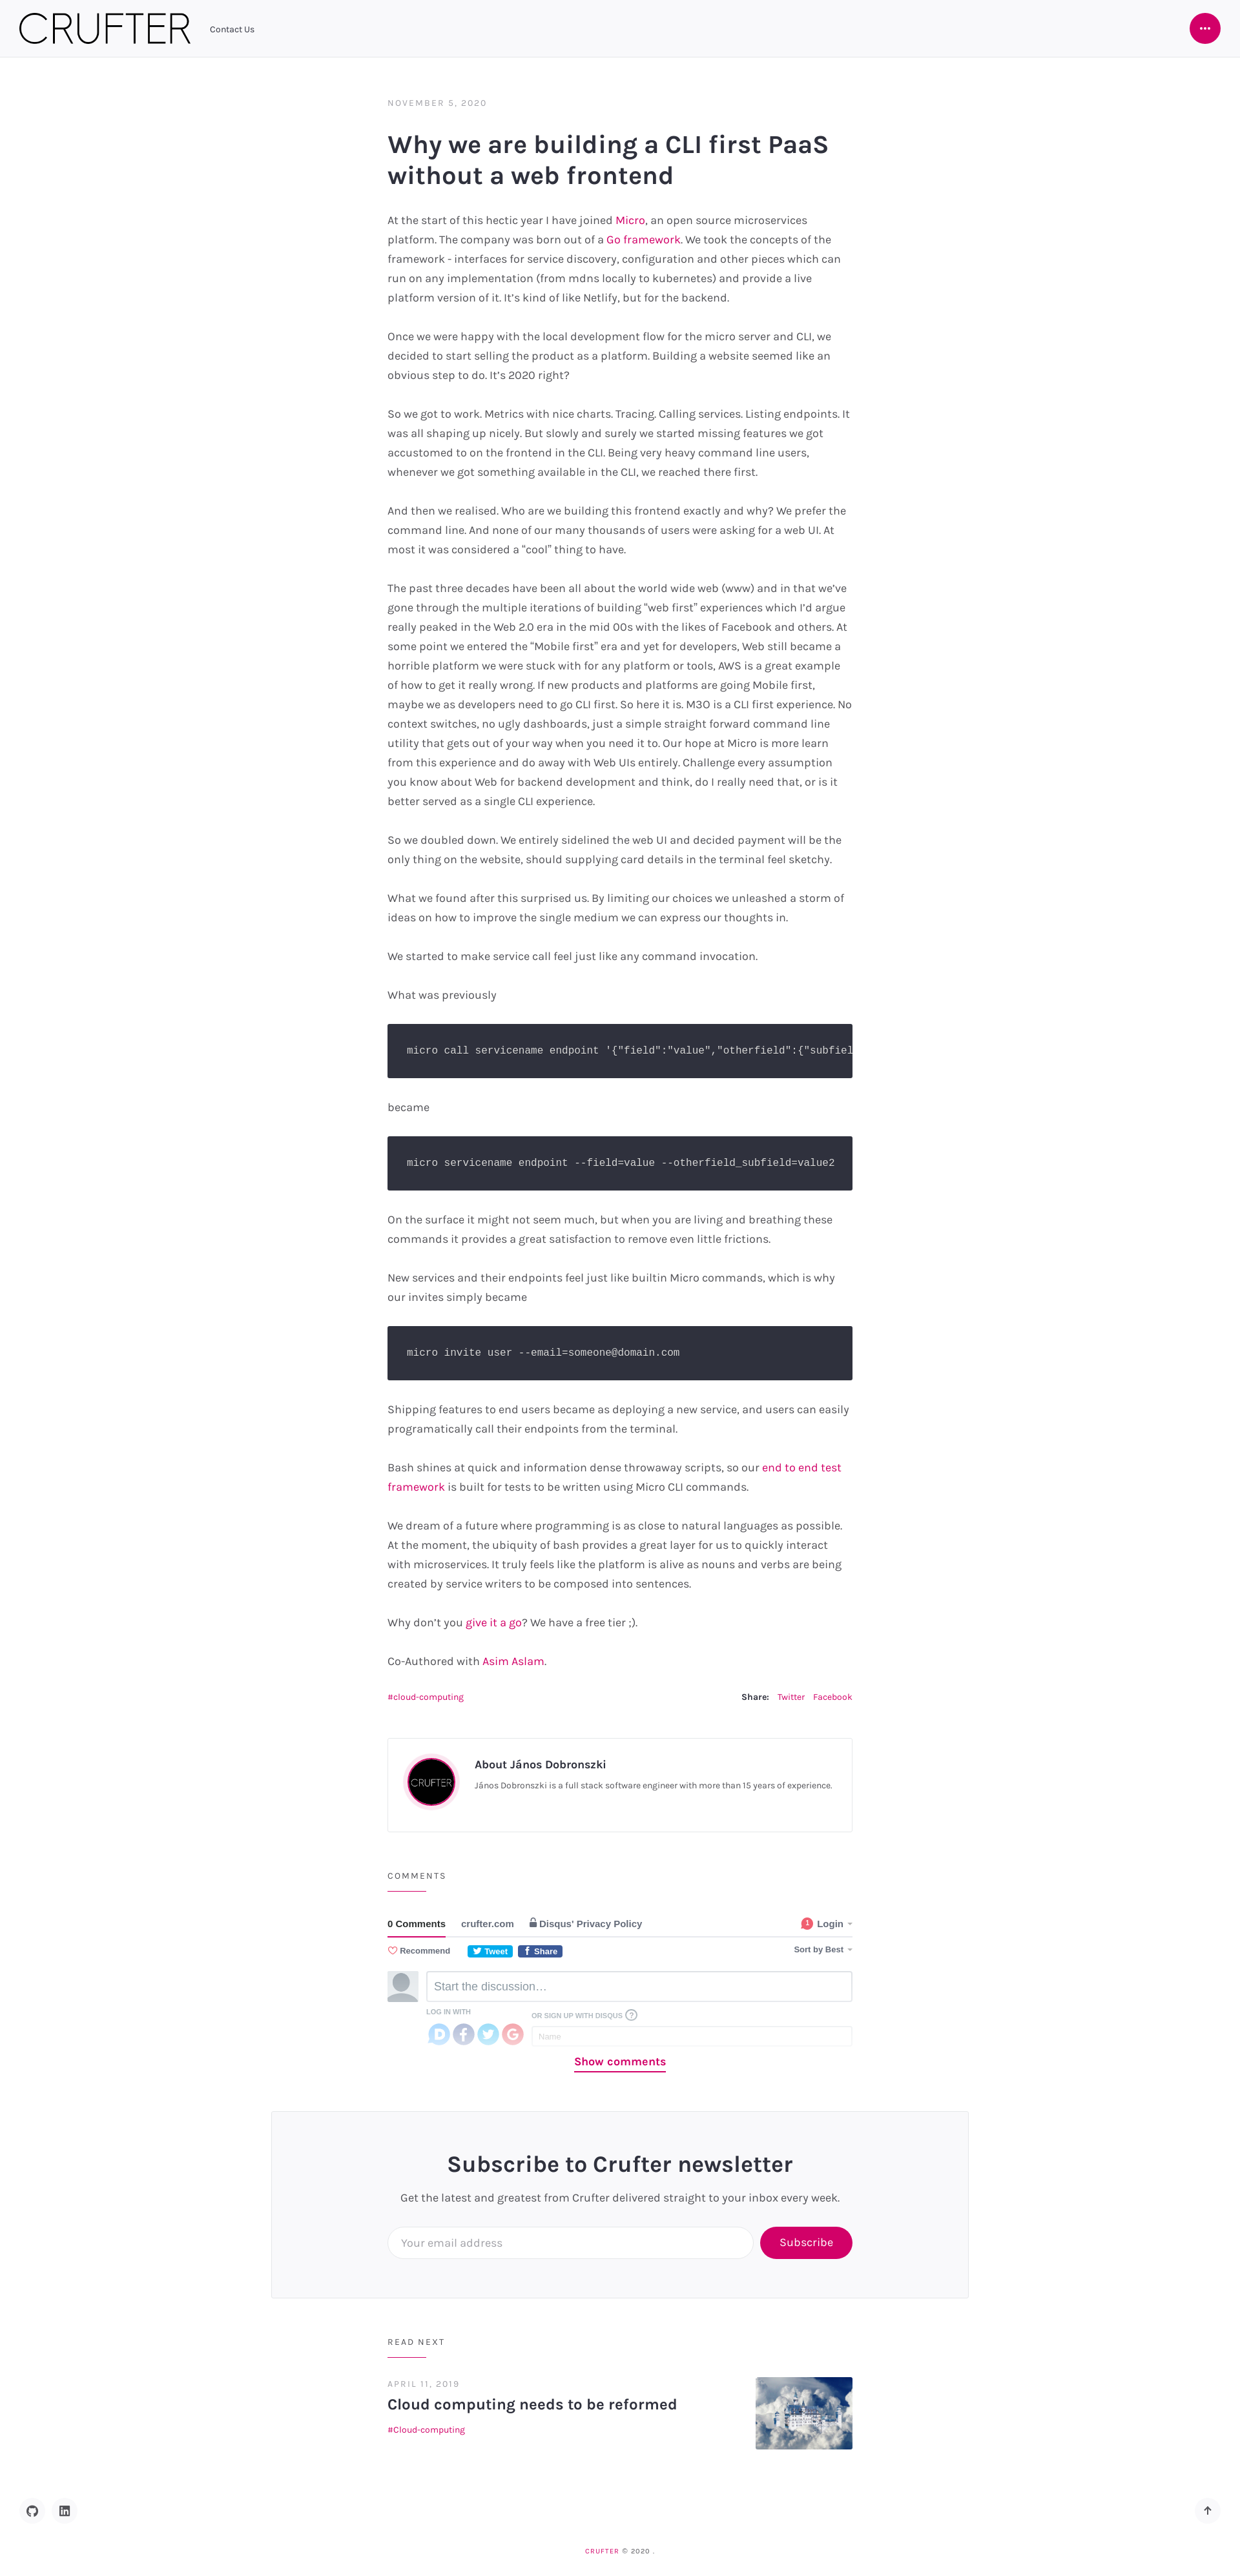 CRUFTER
Contact Us
NOVEMBER 5, 2020
Why we are building a CLI first PaaS
without a web frontend
At the start of this hectic year I have joined Micro, an open source microservices
platform. The company was born out of a Go framework. We took the concepts of the
framework - interfaces for service discovery, configuration and other pieces which can
run on any implementation (from mdns locally to kubernetes) and provide a live
platform version of it. It's kind of like Netlify, but for the backend.
Once we were happy with the local development flow for the micro server and CLI, we
decided to start selling the product as a platform. Building a website seemed like an
obvious step to do. It's 2020 right?
So we got to work. Metrics with nice charts. Tracing. Calling services. Listing endpoints. It
was all shaping up nicely. But slowly and surely we started missing features we got
accustomed to on the frontend in the CLI. Being very heavy command line users,
whenever we got something available in the CLI, we reached there first.
And then we realised. Who are we building this frontend exactly and why? We prefer the
command line. And none of our many thousands of users were asking for a web UI. At
most it was considered a "cool" thing to have.
The past three decades have been all about the world wide web (www) and in that we've
gone through the multiple iterations of building "web first" experiences which I'd argue
really peaked in the Web 2.0 era in the mid 00s with the likes of Facebook and others. At
some point we entered the "Mobile first" era and yet for developers, Web still became a
horrible platform we were stuck with for any platform or tools, AWS is a great example
of how to get it really wrong. If new products and platforms are going Mobile first,
maybe we as developers need to go CLI first. So here it is. M3O is a CLI first experience. No
context switches, no ugly dashboards, just a simple straight forward command line
utility that gets out of your way when you need it to. Our hope at Micro is more learn
from this experience and do away with Web UIs entirely. Challenge every assumption
you know about Web for backend development and think, do I really need that, or is it
better served as a single CLI experience.
So we doubled down. We entirely sidelined the web UI and decided payment will be the
only thing on the website, should supplying card details in the terminal feel sketchy.
What we found after this surprised us. By limiting our choices we unleashed a storm of
ideas on how to improve the single medium we can express our thoughts in.
We started to make service call feel just like any command invocation.
What was previously
micro call servicename endpoint '{"field":"value","otherfield":{"subfiel
became
micro servicename endpoint --field=value --otherfield_subfield=value2
On the surface it might not seem much, but when you are living and breathing these
commands it provides a great satisfaction to remove even little frictions.
New services and their endpoints feel just like builtin Micro commands, which is why
our invites simply became
micro invite user --email=someone@domain.com
Shipping features to end users became as deploying a new service, and users can easily
programatically call their endpoints from the terminal.
Bash shines at quick and information dense throwaway scripts, so our end to end test
framework is built for tests to be written using Micro CLI commands.
We dream of a future where programming is as close to natural languages as possible.
At the moment, the ubiquity of bash provides a great layer for us to quickly interact
with microservices. It truly feels like the platform is alive as nouns and verbs are being
created by service writers to be composed into sentences.
Why don't you give it a go? We have a free tier ;).
Co-Authored with Asim Aslam.
#cloud-computing
Share: Twitter Facebook
CRUFTER
About János Dobronszki
János Dobronszki is a full stack software engineer with more than 15 years of experience.
COMMENTS
0 Comments crufter.com Disqus' Privacy Policy 1 Login
Recommend Tweet Share Sort by Best
Start the discussion…
LOG IN WITH
OR SIGN UP WITH DISQUS ?
Name
Show comments
Subscribe to Crufter newsletter
Get the latest and greatest from Crufter delivered straight to your inbox every week.
Your email address
Subscribe
READ NEXT
APRIL 11, 2019
Cloud computing needs to be reformed
#Cloud-computing
CRUFTER © 2020 .